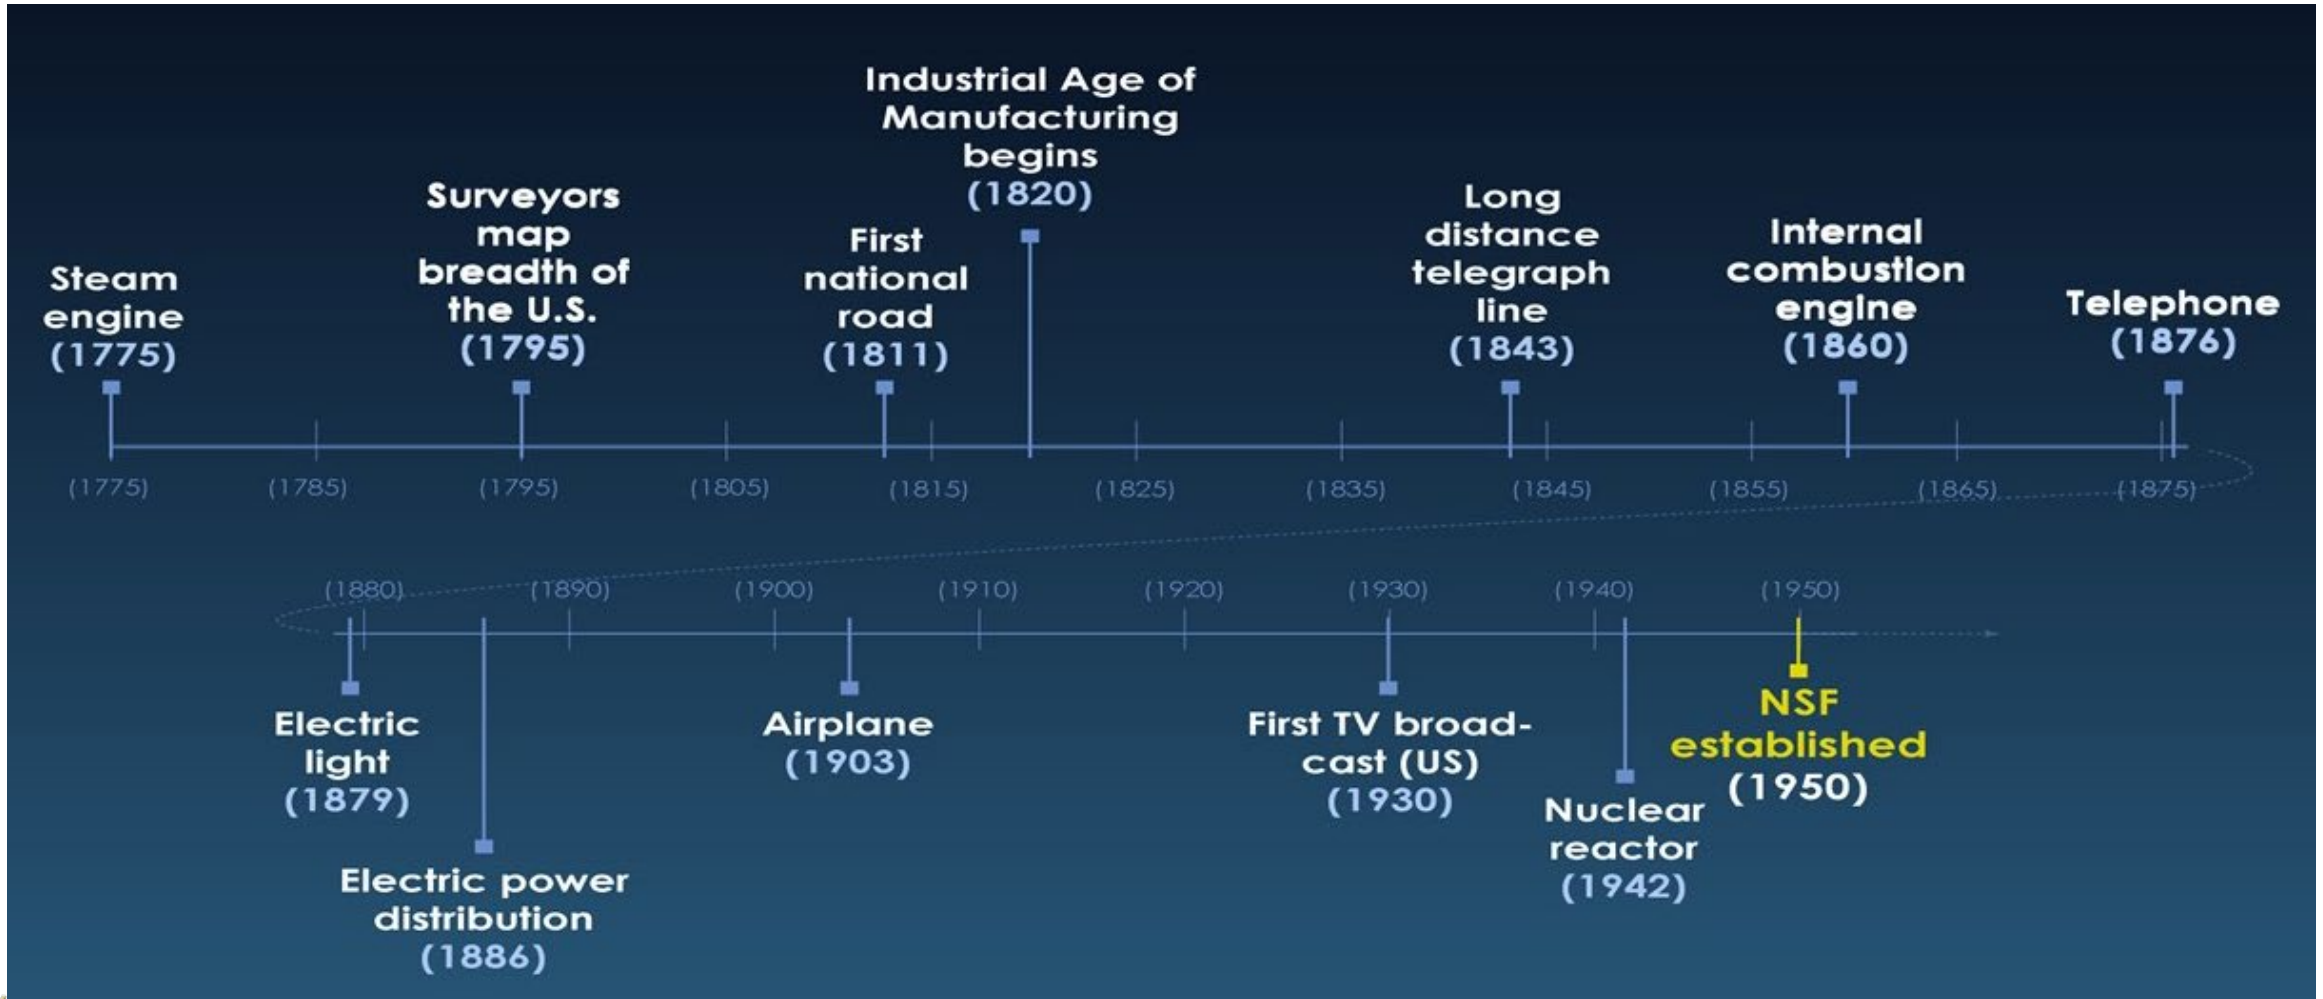 Steam
engine
(1775)
Surveyors
map
breadth of
the U.S.
(1795)
First
national
road
(1811)
Industrial Age of
Manufacturing
begins
(1820)
Long
distance
telegraph
line
(1843)
Internal
combustion
engine
(1860)
Telephone
(1876)
(1775) (1785) (1795) (1805) (1815) (1825) (1835) (1845) (1855) (1865) (1875)
(1880) (1890) (1900) (1910) (1920) (1930) (1940) (1950)
Electric
light
(1879)
Electric power
distribution
(1886)
Airplane
(1903)
First TV broad-
cast (US)
(1930)
Nuclear
reactor
(1942)
NSF
established
(1950)